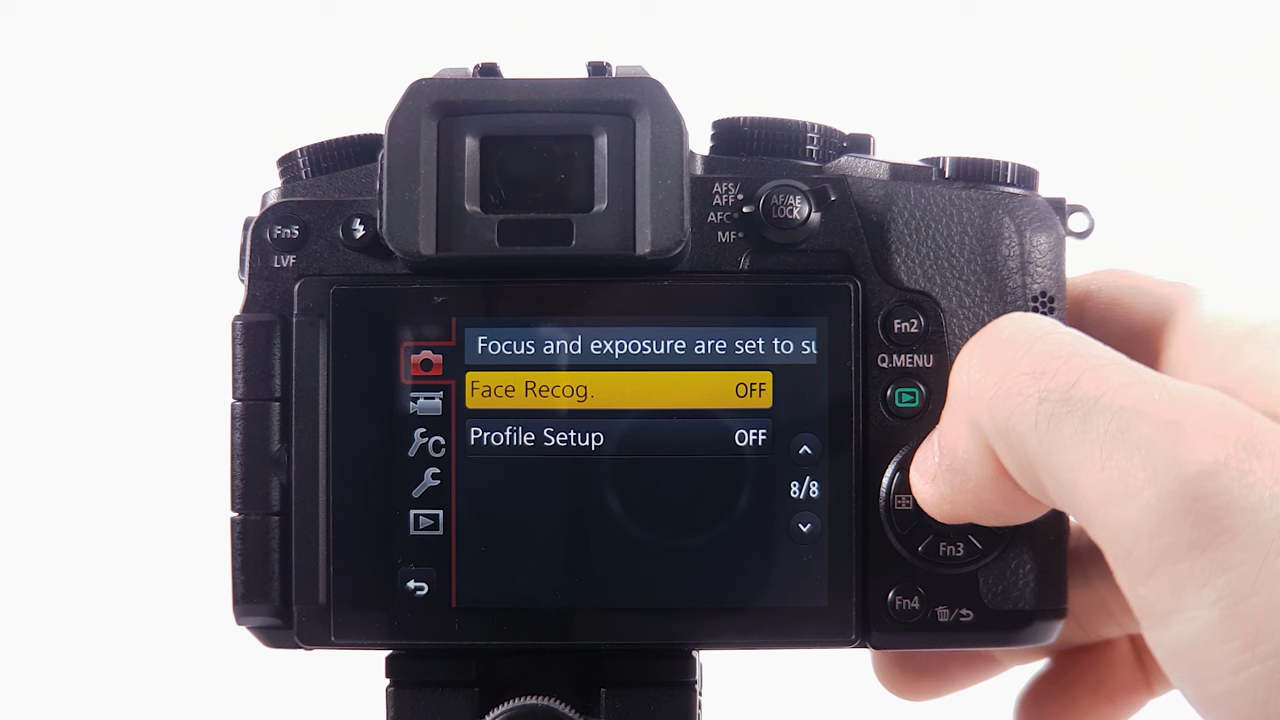 AFS/
AFF
AFC
MF
AF/AE
LOCK
Fn5
LVF
Fn2
Q.MENU
Focus and exposure are set to su
Face Recog. OFF
Profile Setup OFF
8/8
C
Fn3
Fn4